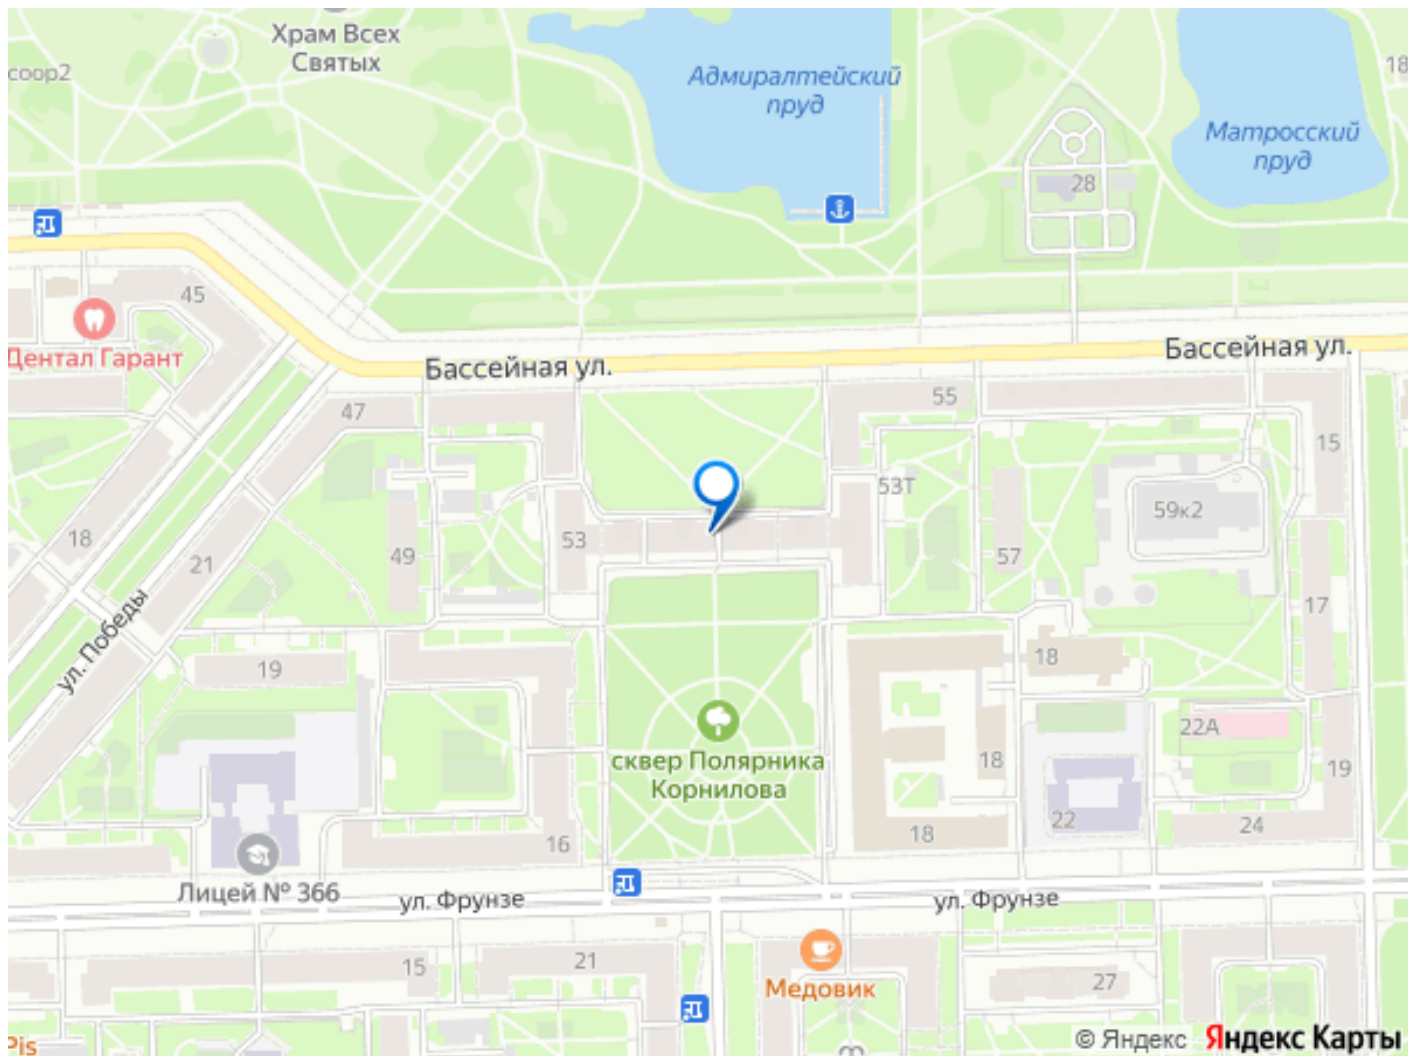 Храм Всех
Святых
соор2
Адмиралтейский
пруд
18
Матросский
пруд
28
45
Дентал Гарант
Бассейная ул.
Бассейная ул.
47
55
15
53Т
59к2
18
53
49
57
21
17
ул. Победы
19
18
22А
сквер Полярника
Корнилова
18
19
22
24
18
16
Лицей № 366
ул. Фрунзе
ул. Фрунзе
15
21
Медовик
27
Pis
© Яндекс Яндекс Карты